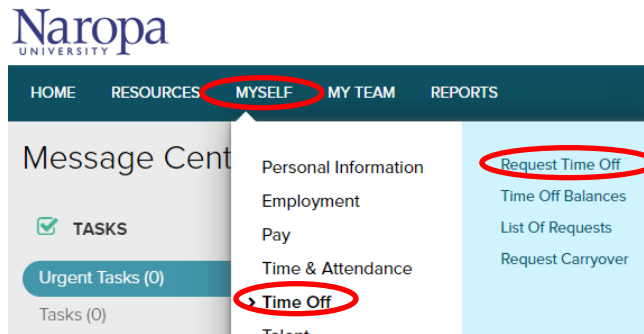 Naropa
UNIVERSITY
HOME RESOURCES MYSELF MY TEAM REPORTS
Message Cent
TASKS
Urgent Tasks (0)
Tasks (0)
Personal Information
Employment
Pay
Time & Attendance
Time Off
Talent
Request Time Off
Time Off Balances
List Of Requests
Request Carryover